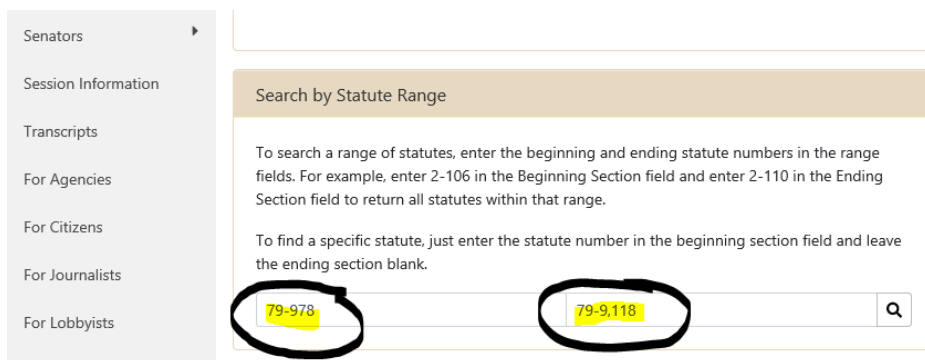 Senators
Session Information
Transcripts
For Agencies
For Citizens
For Journalists
For Lobbyists
Search by Statute Range
To search a range of statutes, enter the beginning and ending statute numbers in the range
fields. For example, enter 2-106 in the Beginning Section field and enter 2-110 in the Ending
Section field to return all statutes within that range.
To find a specific statute, just enter the statute number in the beginning section field and leave
the ending section blank.
79-978 79-9,118